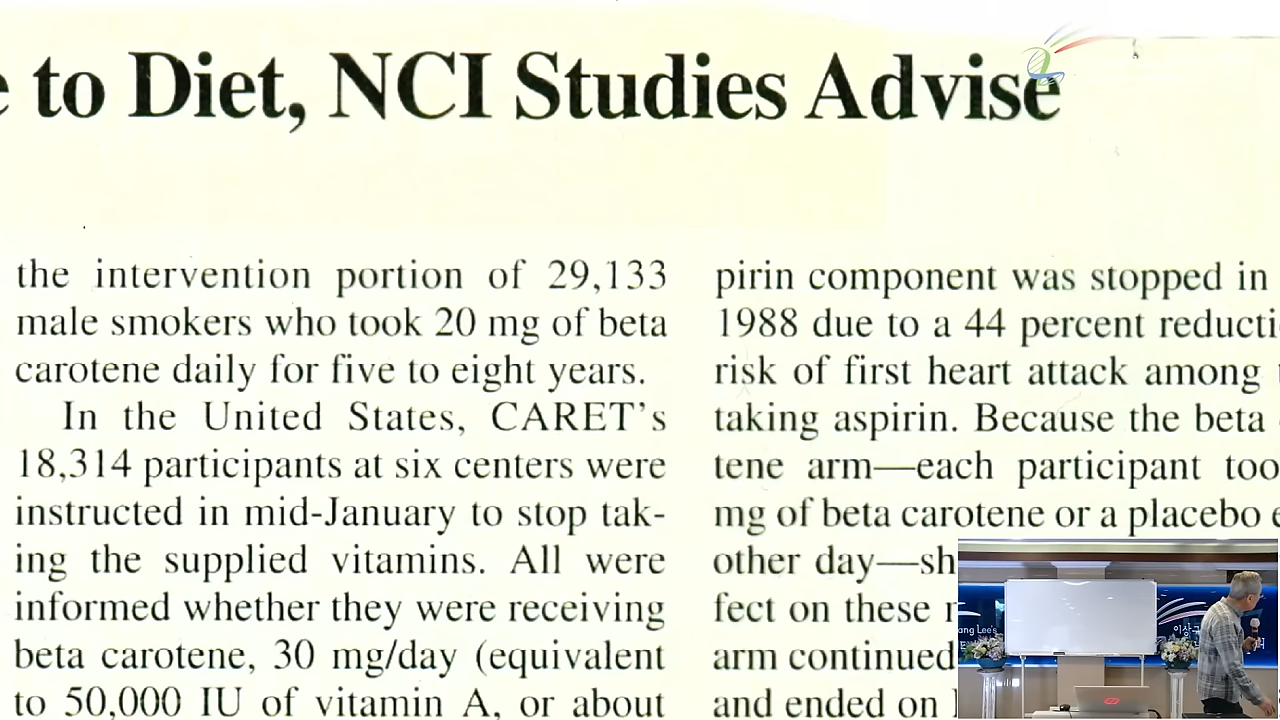 to Diet, NCI Studies Advise
the intervention portion of 29,133
male smokers who took 20 mg of beta
carotene daily for five to eight years.
In the United States, CARET's
18,314 participants at six centers were
instructed in mid-January to stop tak-
ing the supplied vitamins. All were
informed whether they were receiving
beta carotene, 30 mg/day (equivalent
to 50,000 IU of vitamin A, or about
pirin component was stopped in
1988 due to a 44 percent reducti
risk of first heart attack among
taking aspirin. Because the beta
tene arm—each participant too
mg of beta carotene or a placebo e
other day—sh
fect on these
arm continued
and ended on
ang Lee's
이상구